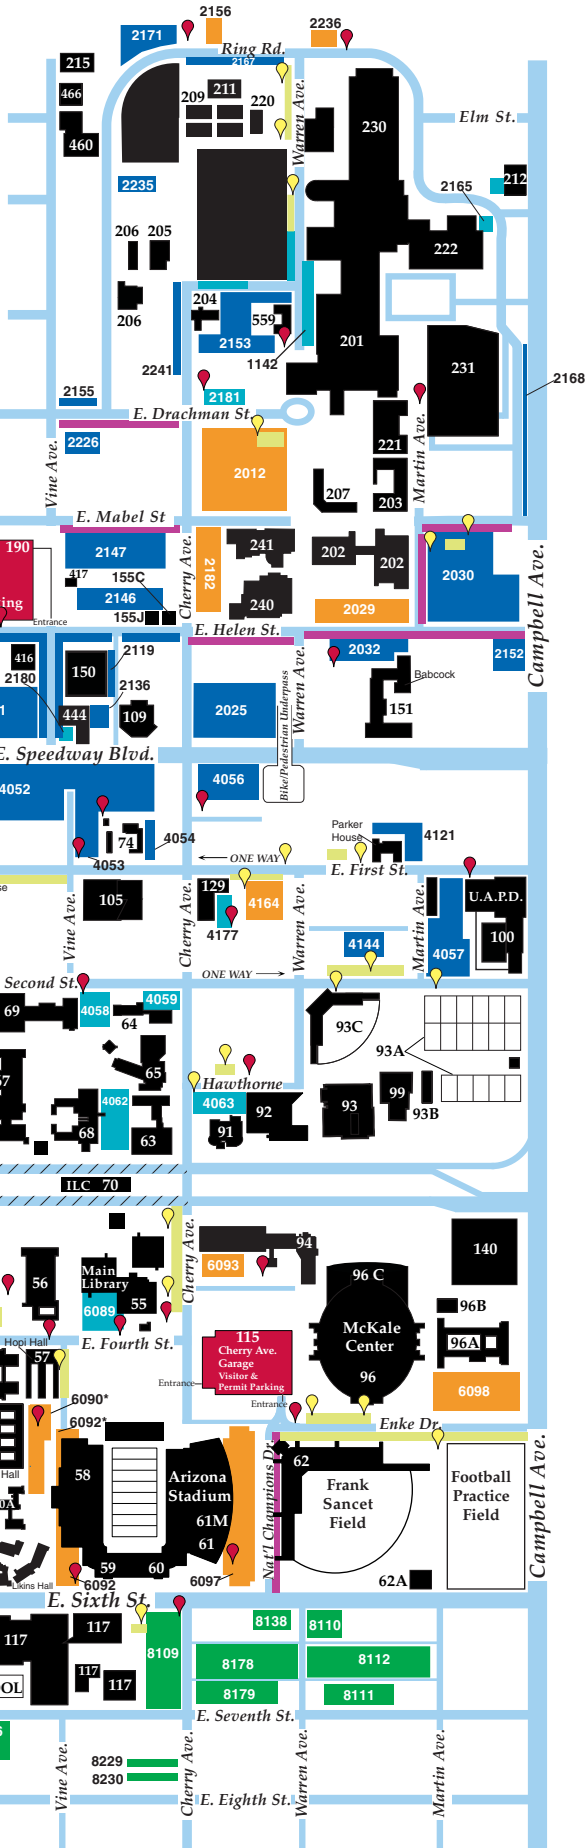 2156
2171
2236
Ring Rd.
2167
215
211
466
209
220
230
Warren Ave.
Elm St.
460
212
2235
2165
206
205
222
206
204
559
2153
201
231
2241
1142
2168
2155
2181
E. Drachman St.
2226
221
Martin Ave.
Vine Ave.
2012
207
203
E. Mabel St
190
2147
241
202
202
2182
2030
Cherry Ave.
Campbell Ave.
417
155C
2146
ing
240
2029
155J
Entrance
E. Helen St.
2119
2032
2152
416
150
Warren Ave.
2180
2136
Babcock
1
444
109
2025
151
Bike/Pedestrian Underpass
E. Speedway Blvd.
4052
4056
74
4054
Parker
House
4121
4053
ONE WAY
E. First St.
se
105
129
4164
U.A.P.D.
Vine Ave.
Cherry Ave.
4177
Warren Ave.
4144
Martin Ave.
4057
100
ONE WAY
Second St.
69
4058
4059
64
93C
93A
65
57
Hawthorne
4062
4063
92
93
99
93B
68
63
91
ILC 70
94
Cherry Ave.
56
Main
Library
6093
96 C
140
96B
6089
55
McKale
Center
96A
Hopi Hall
E. Fourth St.
115
Cherry Ave.
Garage
Visitor &
Permit Parking
57
96
Entrance
6098
6090*
Entrance
6092*
Enke Dr.
58
62
Hall
Arizona
Stadium
Nat'l Champions Dr.
Frank
Sancet
Field
Football
Practice
Field
Campbell Ave.
0A
61M
61
59
60
62A
Likins Hall
6092
6097
E. Sixth St.
117
117
8138
8110
8109
8178
8112
117
117
OL
8179
8111
E. Seventh St.
8229
8230
Vine Ave.
Cherry Ave.
Warren Ave.
Martin Ave.
E. Eighth St.